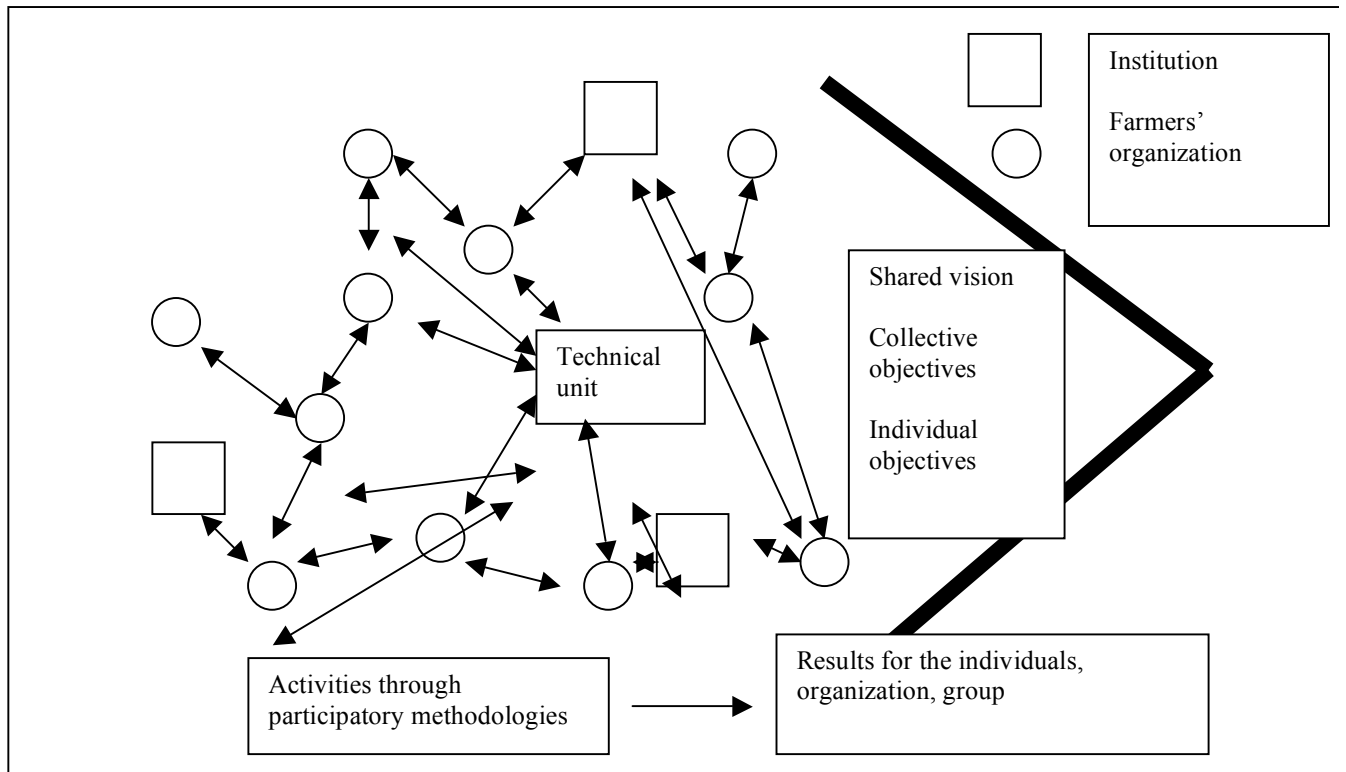 Institution
Farmers'
organization
Shared vision
Collective
objectives
Individual
objectives
Technical
unit
Activities through
participatory methodologies
Results for the individuals,
organization, group